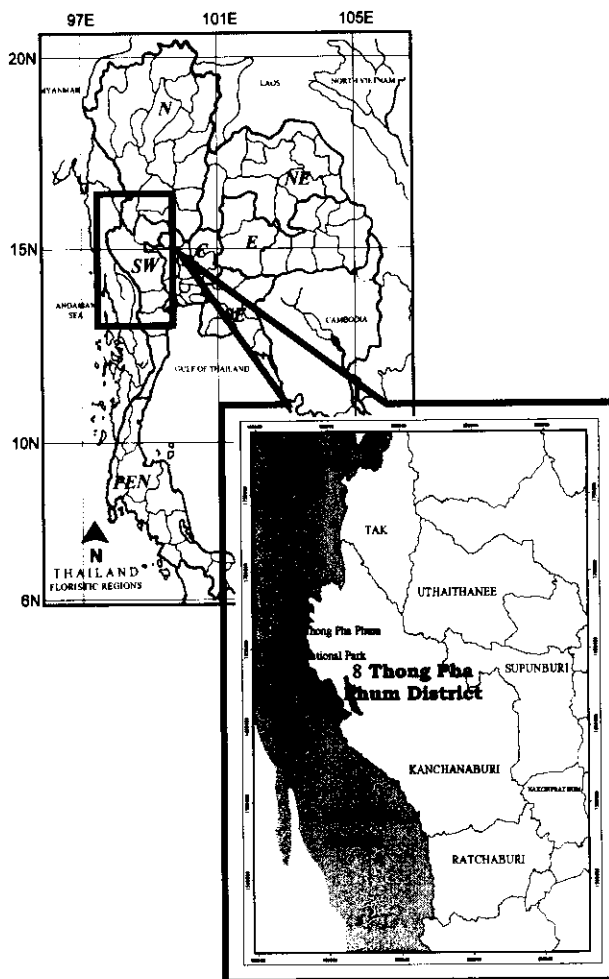 97E 101E 105E
20N
MYANMAR
LAOS
NORTH VIETNAM
N
NE
15N
C
E
SW
ANDAMAN
SEA
SE
CAMBODIA
GULF OF THAILAND
10N
PEN
N
THAILAND
FLORISTIC REGIONS
6N
TAK
UTHAITHANEE
Thong Pha Phum
National Park
SUPUNBURI
8 Thong Pha
Phum District
KANCHANABURI
RATCHABURI